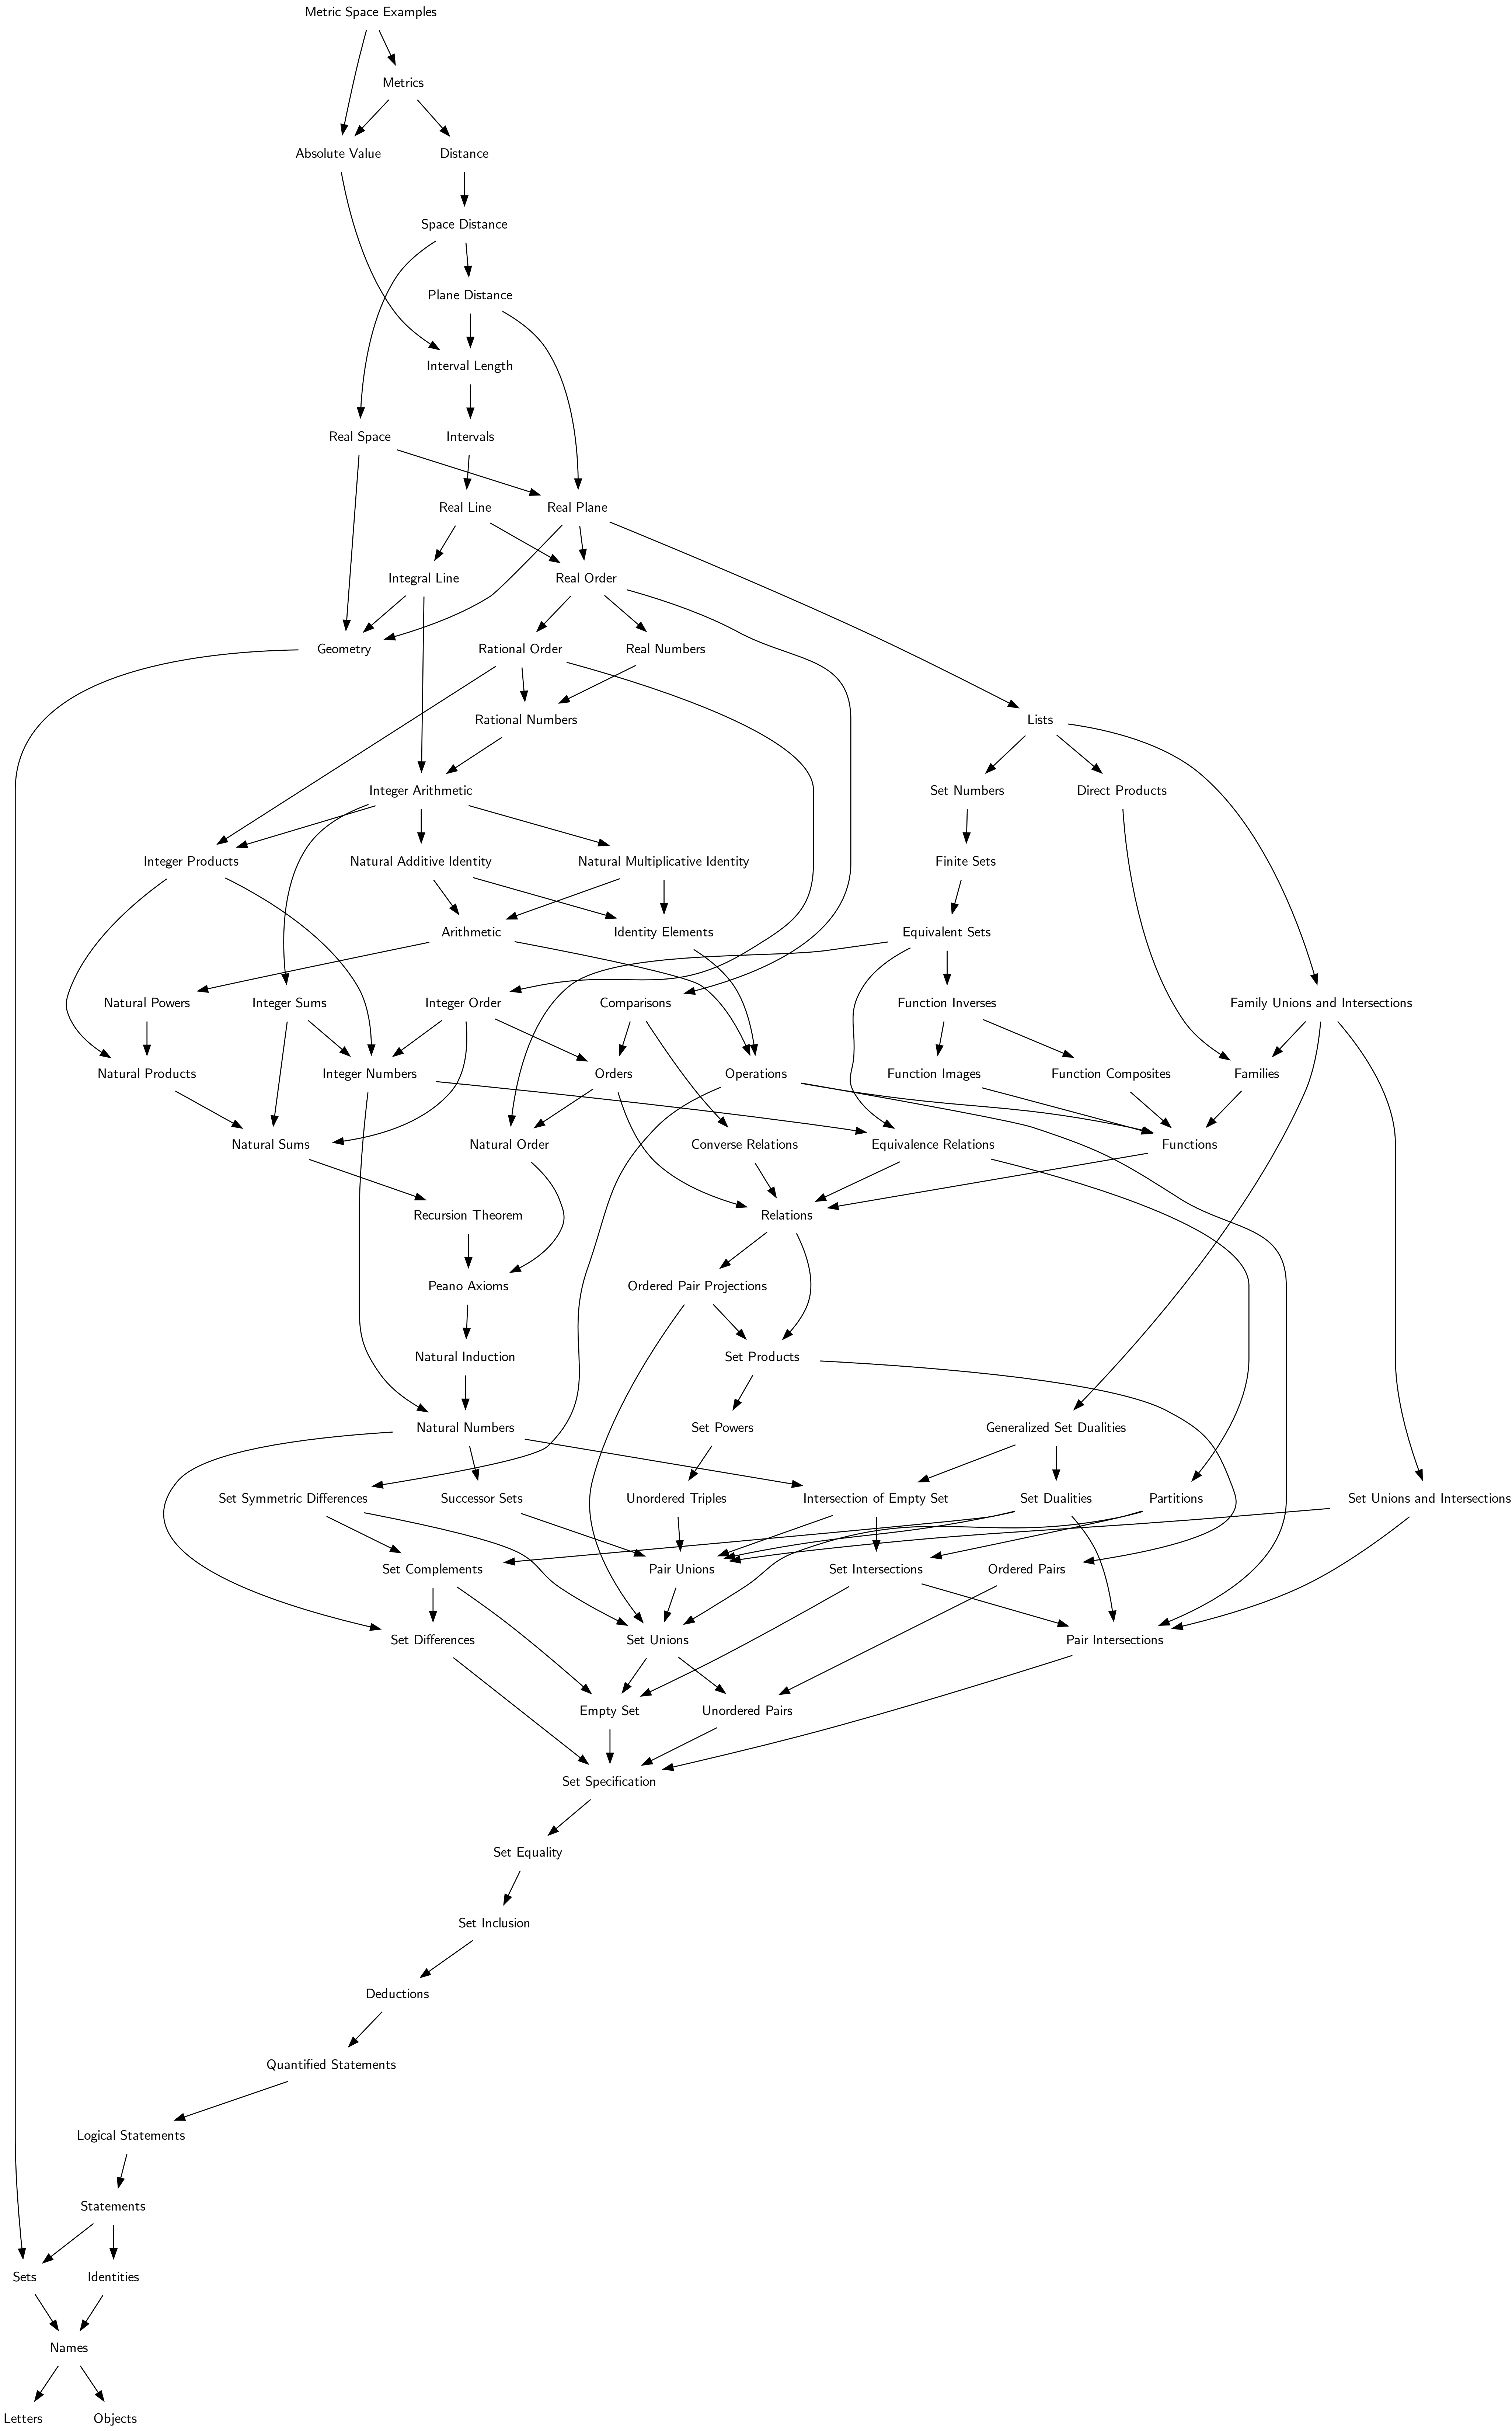 Metric Space Examples
Metrics
Absolute Value
Distance
Space Distance
Plane Distance
Interval Length
Real Space
Intervals
Real Line
Real Plane
Integral Line
Real Order
Geometry
Rational Order
Real Numbers
Rational Numbers
Lists
Integer Arithmetic
Set Numbers
Direct Products
Integer Products
Natural Additive Identity
Natural Multiplicative Identity
Finite Sets
Arithmetic
Identity Elements
Equivalent Sets
Natural Powers
Integer Sums
Integer Order
Comparisons
Function Inverses
Family Unions and Intersections
Natural Products
Integer Numbers
Orders
Operations
Function Images
Function Composites
Families
Natural Sums
Natural Order
Converse Relations
Equivalence Relations
Functions
Recursion Theorem
Relations
Peano Axioms
Ordered Pair Projections
Natural Induction
Set Products
Natural Numbers
Set Powers
Generalized Set Dualities
Set Symmetric Differences
Successor Sets
Unordered Triples
Intersection of Empty Set
Set Dualities
Partitions
Set Unions and Intersections
Set Complements
Pair Unions
Set Intersections
Ordered Pairs
Set Differences
Set Unions
Pair Intersections
Empty Set
Unordered Pairs
Set Specification
Set Equality
Set Inclusion
Deductions
Quantified Statements
Logical Statements
Statements
Sets
Identities
Names
Letters
Objects